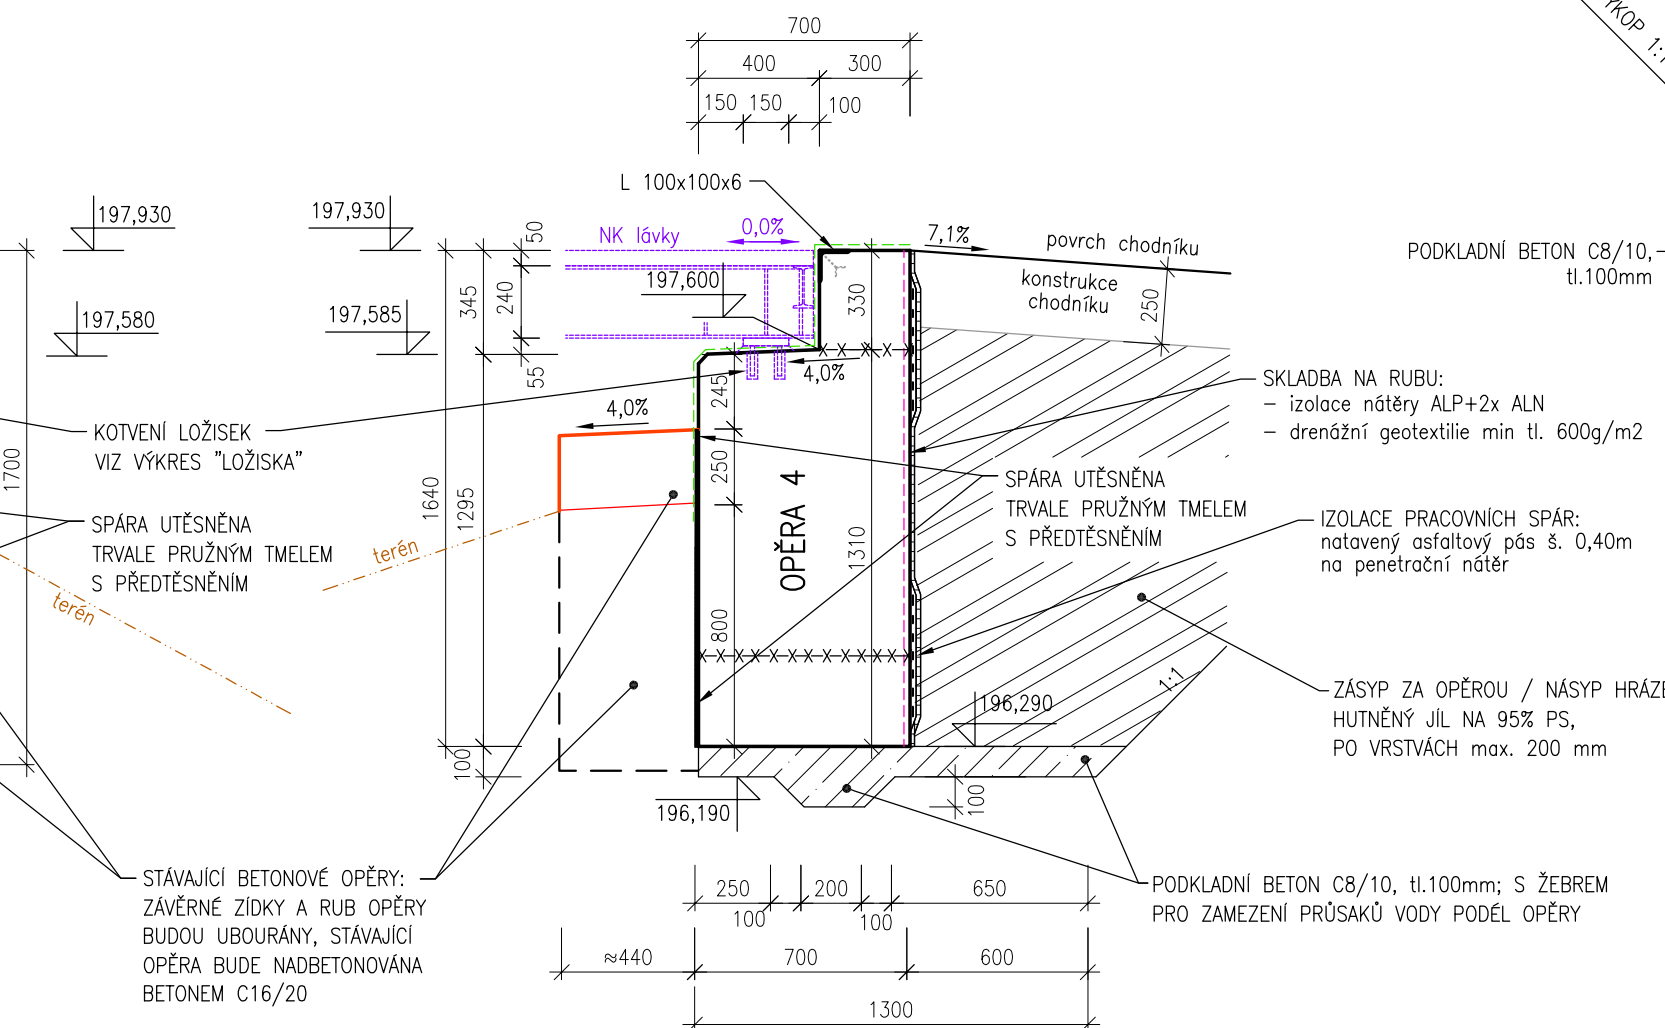 700
400
300
150
150
100
VÝKOP 1:1
L 100x100x6
197,930
197,930
50
NK lávky
0,0%
7,1%
povrch chodníku
konstrukce
chodníku
250
PODKLADNÍ BETON C8/10,
tl.100mm
197,600
197,580
197,585
345
240
330
55
245
4,0%
SKLADBA NA RUBU:
– izolace nátěry ALP+2x ALN
– drenážní geotextilie min tl. 600g/m2
4,0%
KOTVENÍ LOŽISEK
VIZ VÝKRES "LOŽISKA"
1700
250
1640
1295
SPÁRA UTĚSNĚNA
TRVALE PRUŽNÝM TMELEM
S PŘEDTĚSNĚNÍM
SPÁRA UTĚSNĚNA
TRVALE PRUŽNÝM TMELEM
S PŘEDTĚSNĚNÍM
OPĚRA 4
1310
IZOLACE PRACOVNÍCH SPÁR:
natavený asfaltový pás š. 0,40m
na penetrační nátěr
terén
terén
800
1:1
196,290
ZÁSYP ZA OPĚROU / NÁSYP HRÁZE
HUTNĚNÝ JÍL NA 95% PS,
PO VRSTVÁCH max. 200 mm
100
100
196,190
STÁVAJÍCÍ BETONOVÉ OPĚRY:
ZÁVĚRNÉ ZÍDKY A RUB OPĚRY
BUDOU UBOURÁNY, STÁVAJÍCÍ
OPĚRA BUDE NADBETONOVÁNA
BETONEM C16/20
250
100
200
100
650
PODKLADNÍ BETON C8/10, tl.100mm; S ŽEBREM
PRO ZAMEZENÍ PRŮSAKŮ VODY PODÉL OPĚRY
≈440
700
600
1300